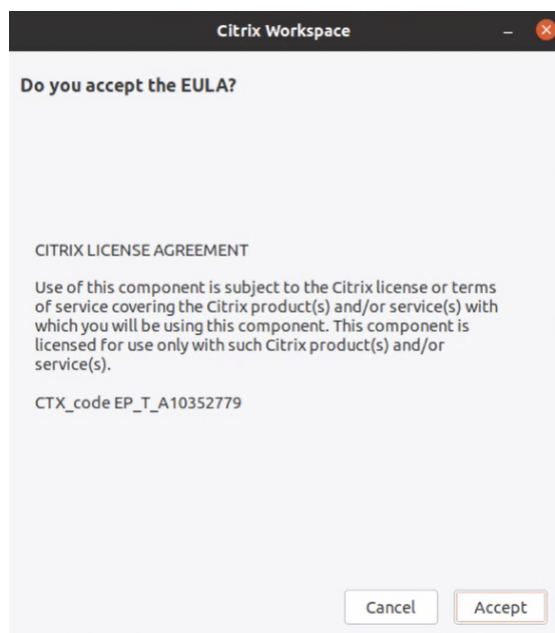 Citrix Workspace
Do you accept the EULA?
CITRIX LICENSE AGREEMENT
Use of this component is subject to the Citrix license or terms
of service covering the Citrix product(s) and/or service(s) with
which you will be using this component. This component is
licensed for use only with such Citrix product(s) and/or
service(s).
CTX_code EP_T_A10352779
Cancel Accept